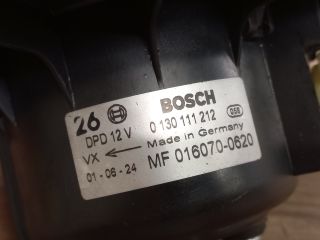 26 BOSCH
DPD 12 V 0 130 111 212
VX Made in Germany
01-06-24 MF 016070-0620